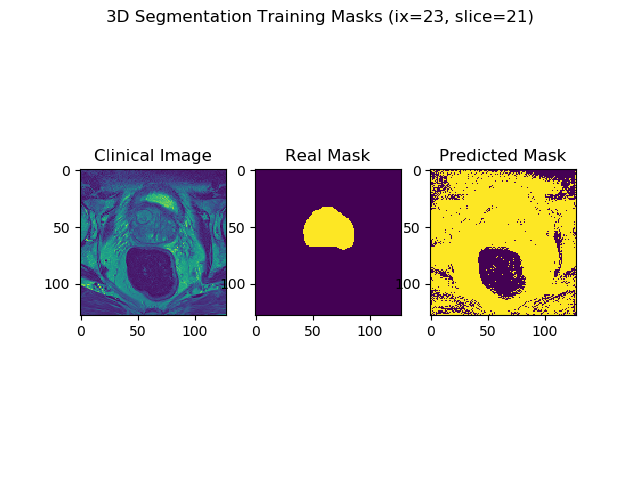 3D Segmentation Training Masks (ix=23, slice=21)
Clinical Image Real Mask Predicted Mask
0 0 0
50 50 50
100 100 100
0 50 100 0 50 100 0 50 100